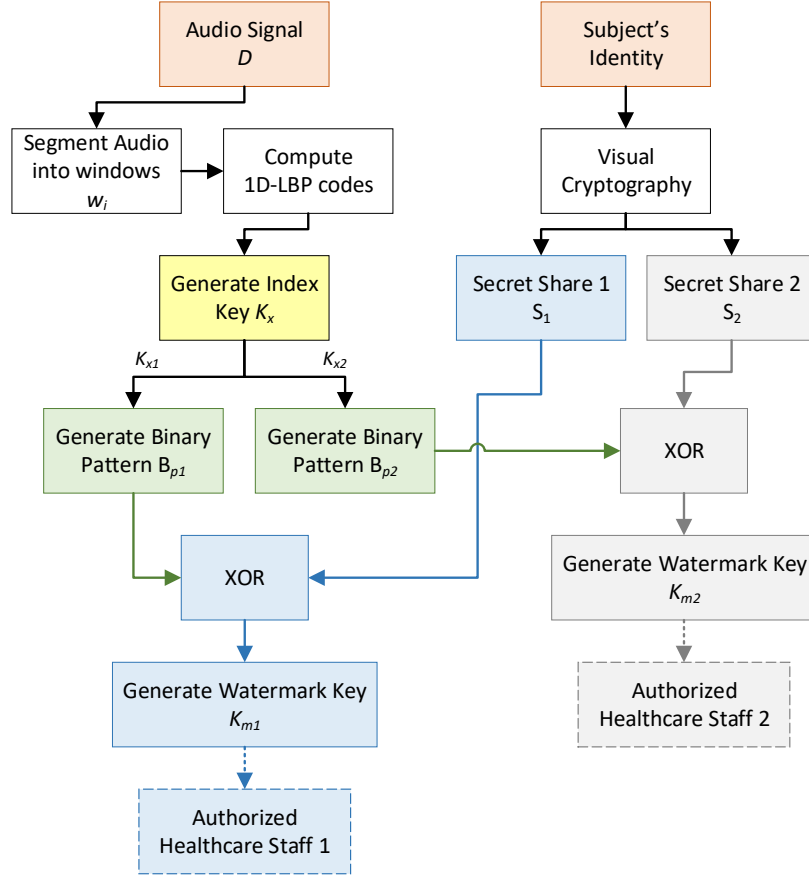 Audio Signal
D
Subject's
Identity
Segment Audio
into windows
wi
Compute
1D-LBP codes
Visual
Cryptography
Generate Index
Key Kx
Secret Share 1
S1
Secret Share 2
S2
Kx1
Kx2
Generate Binary
Pattern Bp1
Generate Binary
Pattern Bp2
XOR
XOR
Generate Watermark Key
Km2
Generate Watermark Key
Km1
Authorized
Healthcare Staff 2
Authorized
Healthcare Staff 1